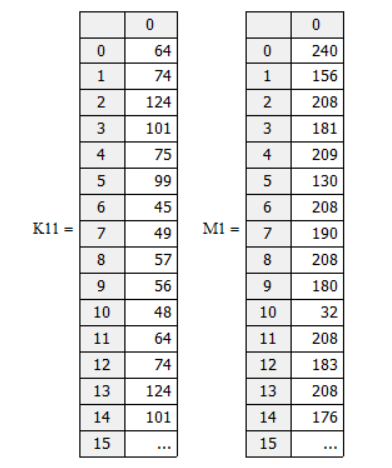 0 0
0 64 0 240
1 74 1 156
2 124 2 208
3 101 3 181
4 75 4 209
5 99 5 130
6 45 6 208
K11 = 7 49 M1 = 7 190
8 57 8 208
9 56 9 180
10 48 10 32
11 64 11 208
12 74 12 183
13 124 13 208
14 101 14 176
15 ... 15 ...